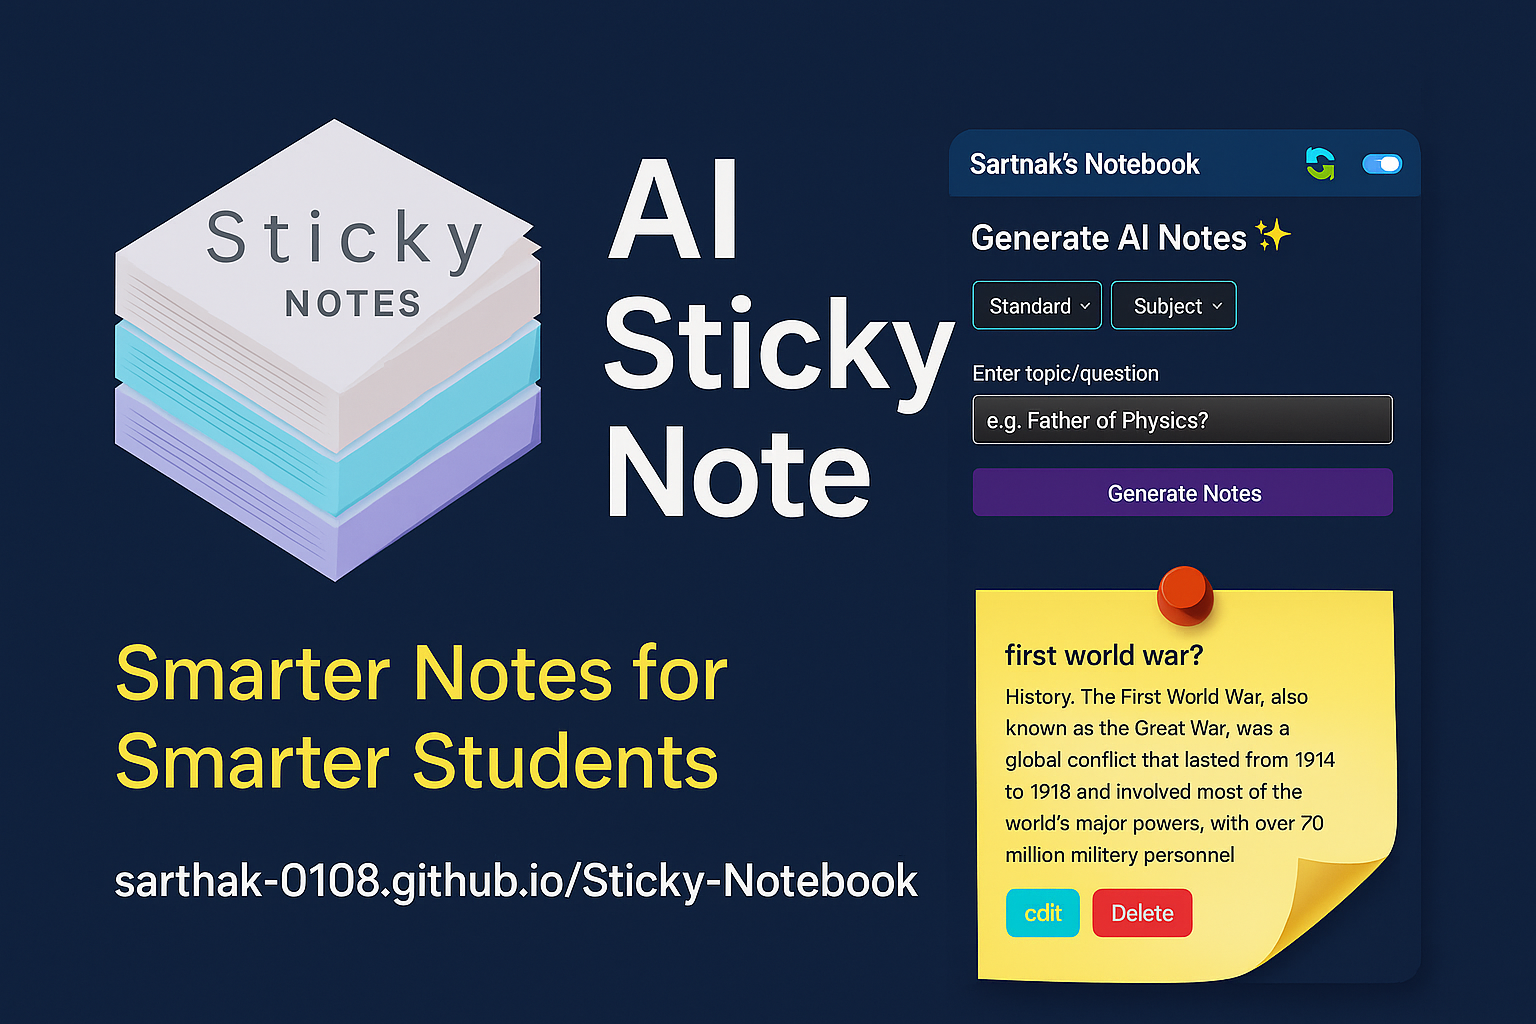 Sticky
NOTES
AI
Sticky
Note
Smarter Notes for
Smarter Students
sarthak-0108.github.io/Sticky-Notebook
Sartnak's Notebook
Generate AI Notes
Standard
Subject
Enter topic/question
e.g. Father of Physics?
Generate Notes
first world war?
History. The First World War, also
known as the Great War, was a
global conflict that lasted from 1914
to 1918 and involved most of the
world's major powers, with over 70
million militery personnel
cdit
Delete